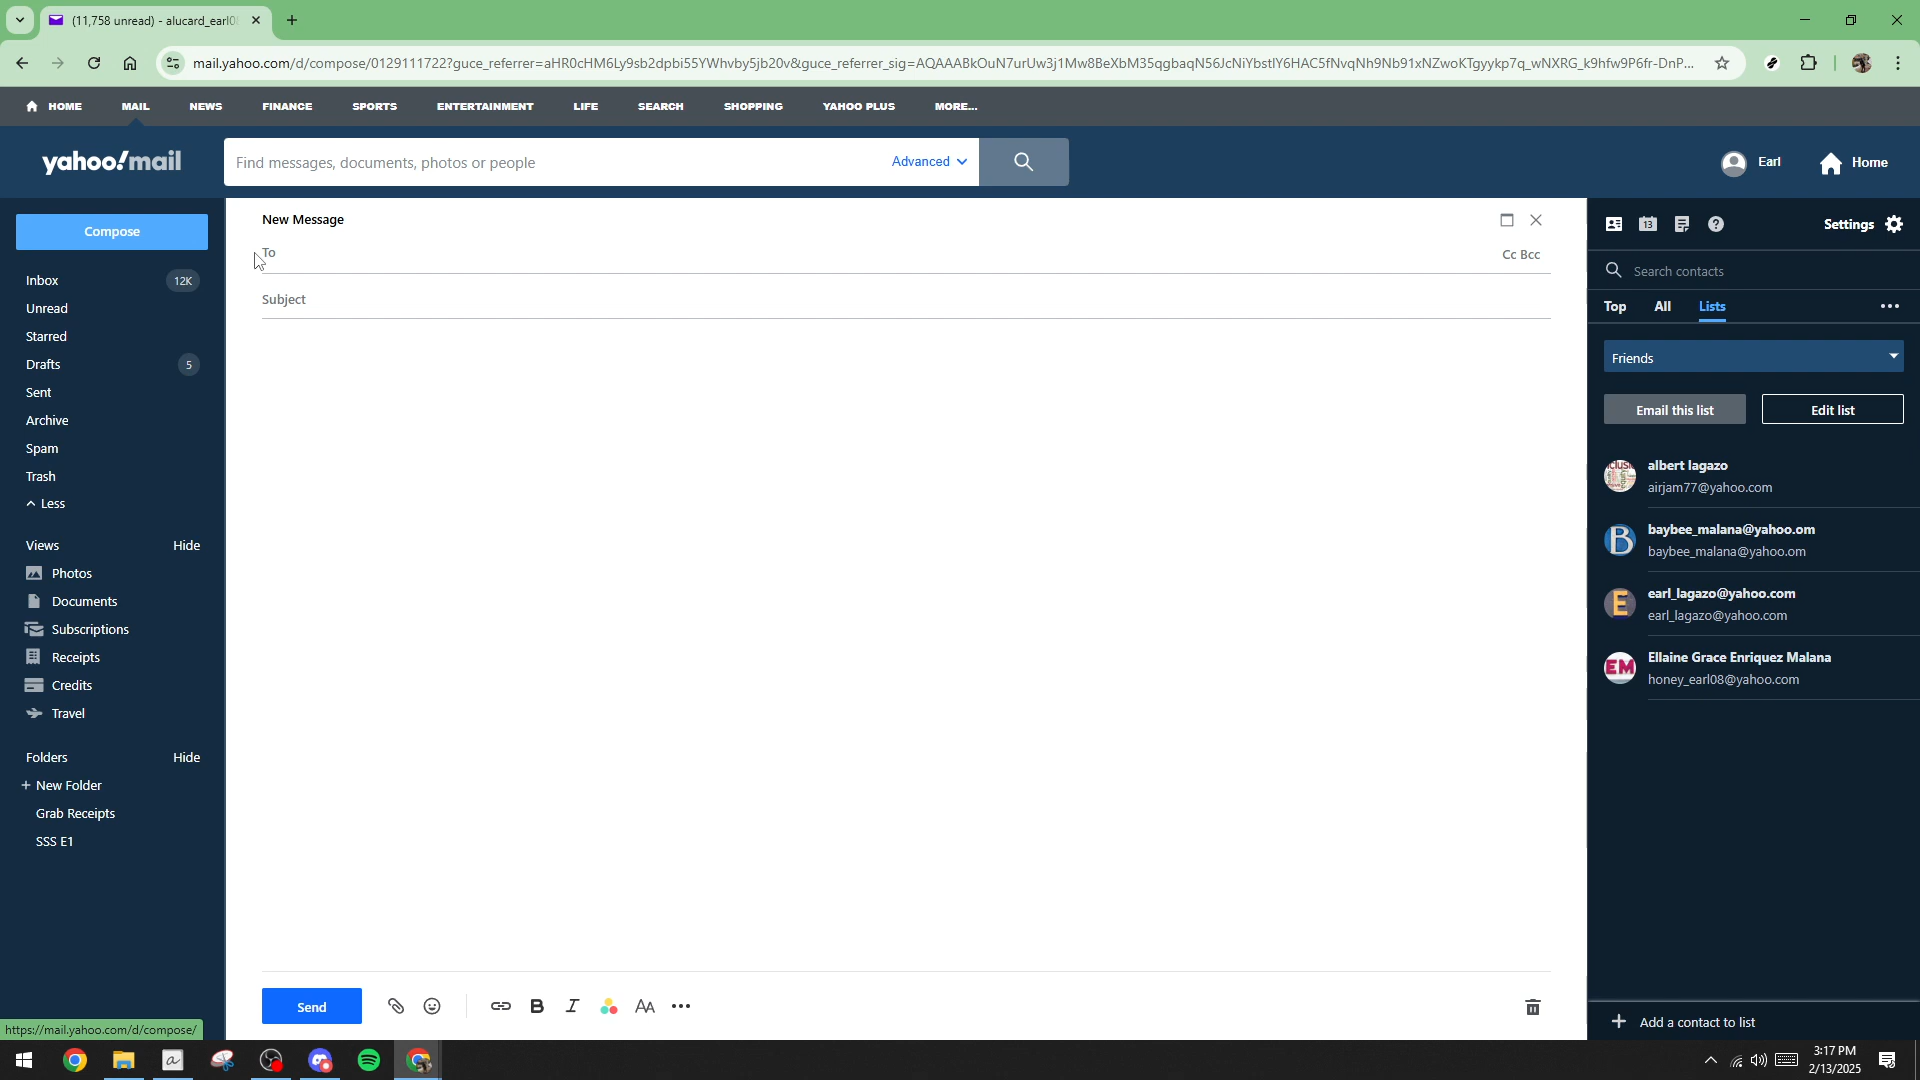 (11,758 unread) - alucard_earl0
mail.yahoo.com/d/compose/0129111722?guce_referrer=aHR0cHM6Ly9sb2dpbi55YWhvby5jb20v&guce_referrer_sig=AQAAABkOuN7urUw3j1Mw8BeXbM35qgbaqN56JcNiYbstlY6HAC5fNvqNh9Nb91xNZwoKTgyykp7q_wNXRG_k9hfw9P6fr-DnP...
HOME MAIL NEWS FINANCE SPORTS ENTERTAINMENT LIFE SEARCH SHOPPING YAHOO PLUS MORE...
yahoo!mail
Find messages, documents, photos or people
Advanced
Earl
Home
Compose
Inbox 12K
Unread
Starred
Drafts 5
Sent
Archive
Spam
Trash
Less
Views Hide
Photos
Documents
Subscriptions
Receipts
Credits
Travel
Folders Hide
+ New Folder
Grab Receipts
SSS E1
https://mail.yahoo.com/d/compose/
New Message
To
Cc Bcc
Subject
Send
B I AA
13
Settings
Search contacts
Top All Lists
Friends
Email this list
Edit list
albert lagazo
airjam77@yahoo.com
B
baybee_malana@yahoo.om
baybee_malana@yahoo.om
E
earl_lagazo@yahoo.com
earl_lagazo@yahoo.com
EM
Ellaine Grace Enriquez Malana
honey_earl08@yahoo.com
+ Add a contact to list
3:17 PM
2/13/2025